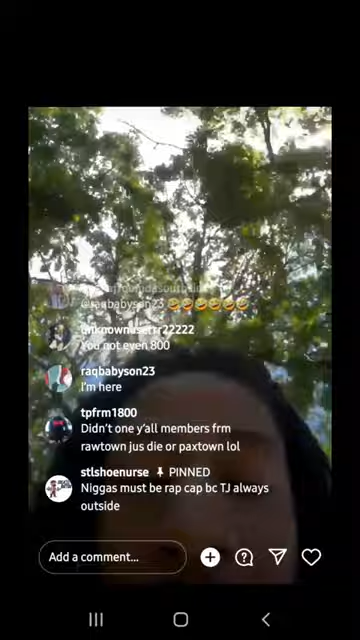 @raqbabyson23 🤣🤣🤣🤣🤣🤣
unknownuserrr22222
You not even 800
raqbabyson23
I'm here
tpfrm1800
Didn't one y'all members frm
rawtown jus die or paxtown lol
stlshoenurse PINNED
Niggas must be rap cap bc TJ always
outside
Add a comment...